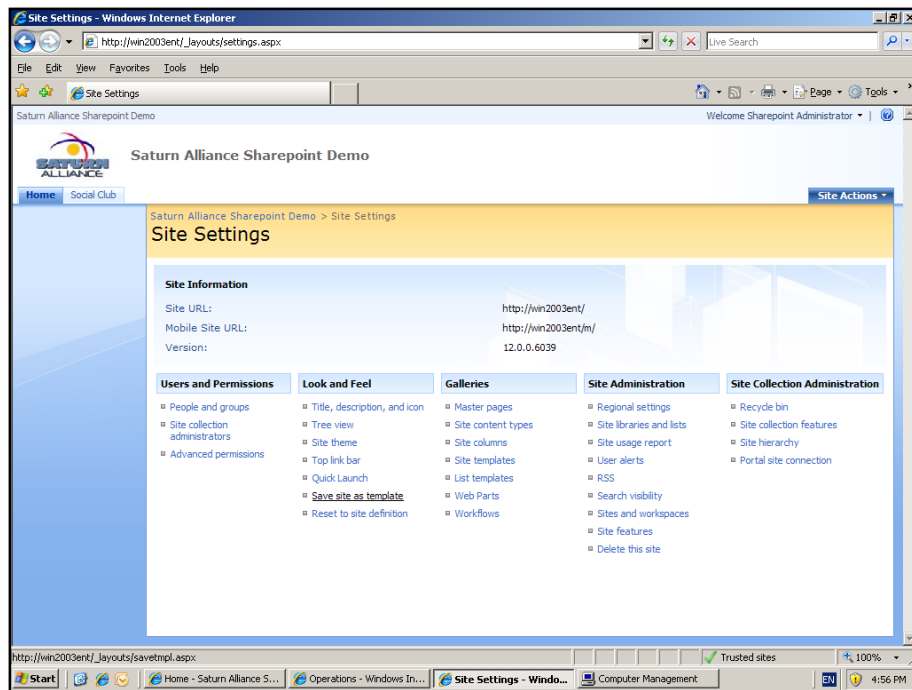 Site Settings - Windows Internet Explorer
http://win2003ent/_layouts/settings.aspx
Live Search
File Edit View Favorites Tools Help
Site Settings
Page Tools
Saturn Alliance Sharepoint Demo
Welcome Sharepoint Administrator
SATURN
ALLIANCE
Saturn Alliance Sharepoint Demo
Home Social Club
Site Actions
Saturn Alliance Sharepoint Demo > Site Settings
Site Settings
Site Information
Site URL: http://win2003ent/
Mobile Site URL: http://win2003ent/m/
Version: 12.0.0.6039
Users and Permissions
People and groups
Site collection
administrators
Advanced permissions
Look and Feel
Title, description, and icon
Tree view
Site theme
Top link bar
Quick Launch
Save site as template
Reset to site definition
Galleries
Master pages
Site content types
Site columns
Site templates
List templates
Web Parts
Workflows
Site Administration
Regional settings
Site libraries and lists
Site usage report
User alerts
RSS
Search visibility
Sites and workspaces
Site features
Delete this site
Site Collection Administration
Recycle bin
Site collection features
Site hierarchy
Portal site connection
http://win2003ent/_layouts/savetmpl.aspx
Trusted sites
100%
Start
Home - Saturn Alliance S...
Operations - Windows In...
Site Settings - Windo...
Computer Management
EN
4:56 PM